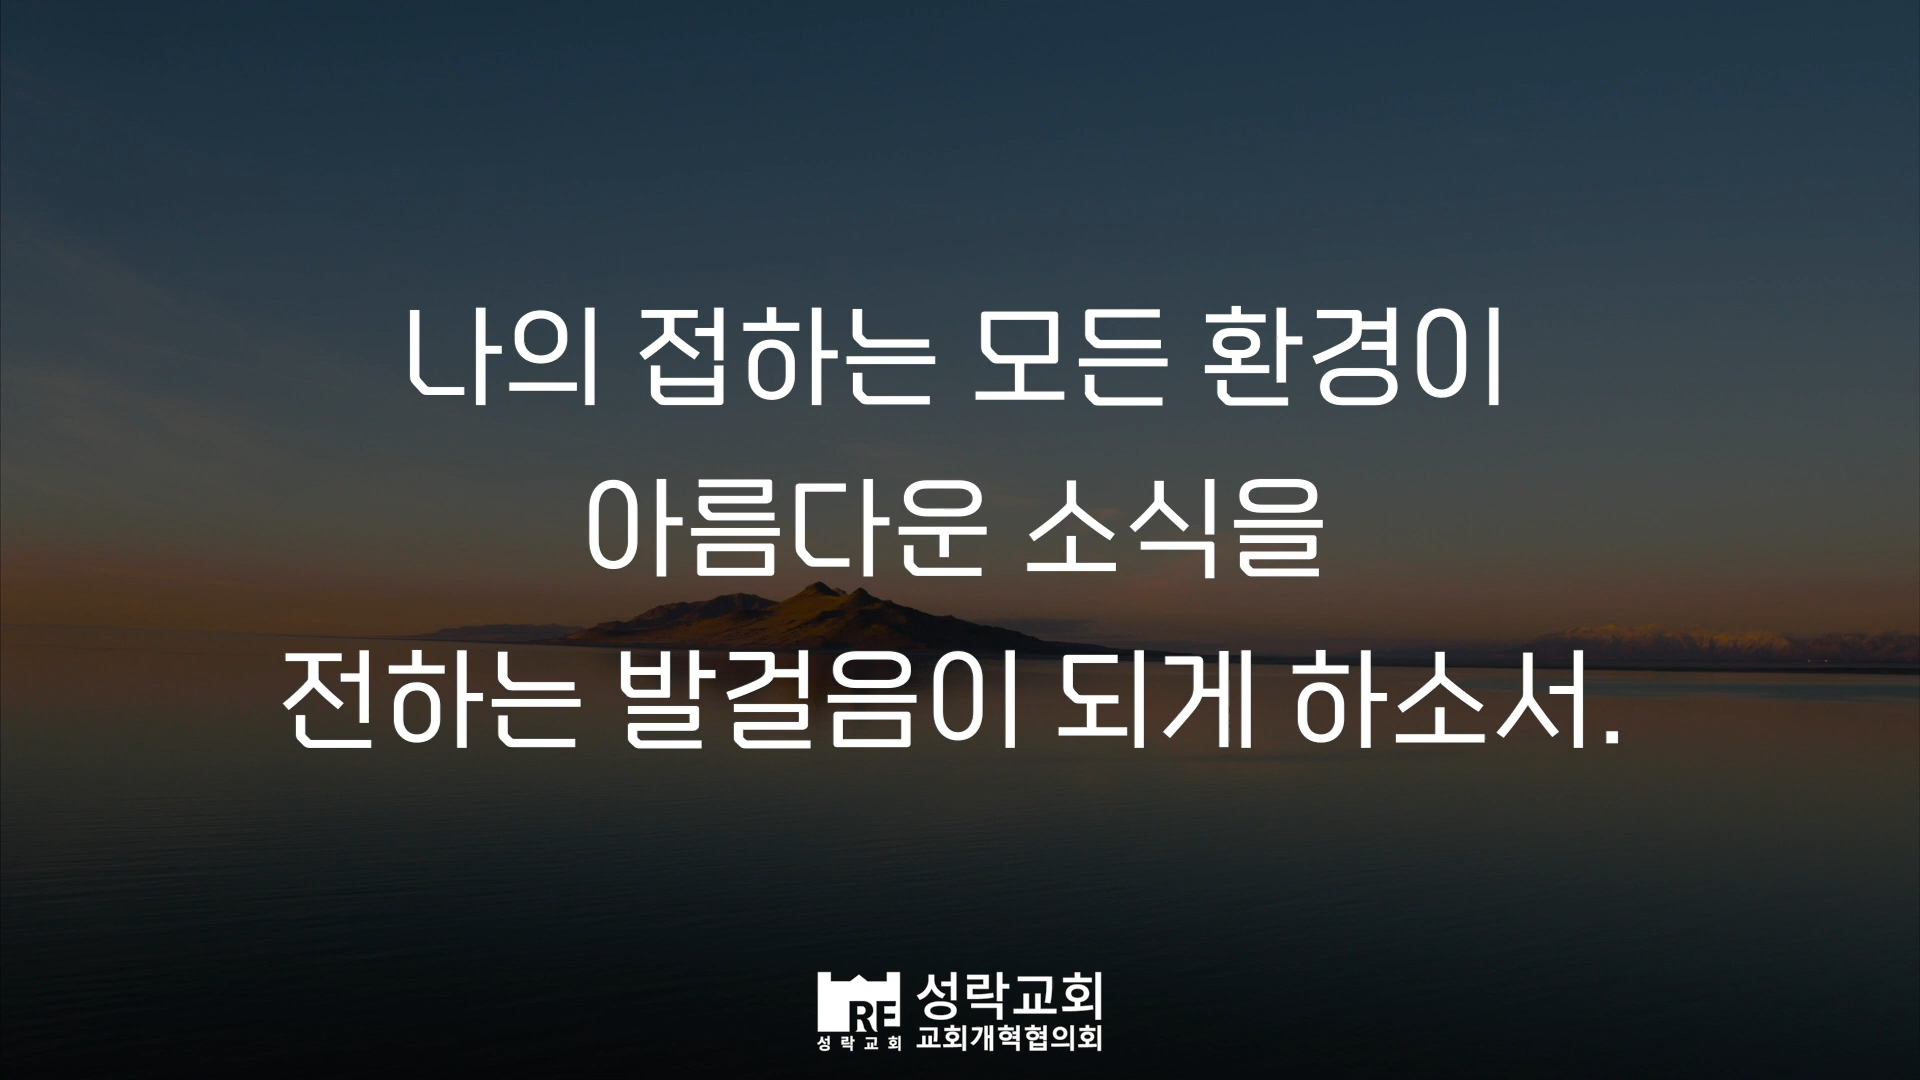 나의 접하는 모든 환경이
아름다운 소식을
전하는 발걸음이 되게 하소서.
RE
성락교회
성락교회
교회개혁협의회